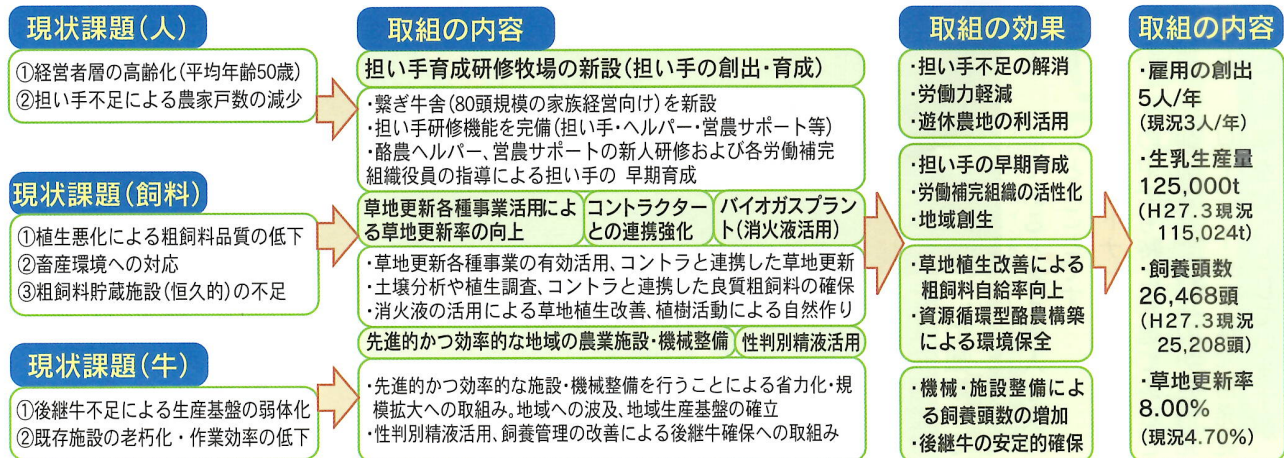 現状課題(人)
①経営者層の高齢化(平均年齢50歳)
②担い手不足による農家戸数の減少
現状課題(飼料)
①植生悪化による粗飼料品質の低下
②畜産環境への対応
③粗飼料貯蔵施設(恒久的)の不足
現状課題(牛)
①後継牛不足による生産基盤の弱体化
②既存施設の老朽化・作業効率の低下
取組の内容
担い手育成研修牧場の新設(担い手の創出・育成)
・繋ぎ牛舎(80頭規模の家族経営向け)を新設
・担い手研修機能を完備(担い手・ヘルパー・営農サポート等)
・酪農ヘルパー、営農サポートの新人研修および各労働補完
組織役員の指導による担い手の 早期育成
草地更新各種事業活用によ
る草地更新率の向上
コントラクター
との連携強化
バイオガスプラン
ト(消火液活用)
・草地更新各種事業の有効活用、コントラと連携した草地更新
・土壌分析や植生調査、コントラと連携した良質粗飼料の確保
・消火液の活用による草地植生改善、植樹活動による自然作り
先進的かつ効率的な地域の農業施設・機械整備
性判別精液活用
・先進的かつ効率的な施設・機械整備を行うことによる省力化・規
模拡大への取組み。地域への波及、地域生産基盤の確立
・性判別精液活用、飼養管理の改善による後継牛確保への取組み
取組の効果
・担い手不足の解消
・労働力軽減
・遊休農地の利活用
・担い手の早期育成
・労働補完組織の活性化
・地域創生
・草地植生改善による
粗飼料自給率向上
・資源循環型酪農構築
による環境保全
・機械・施設整備によ
る飼養頭数の増加
・後継牛の安定的確保
取組の内容
・雇用の創出
5人/年
(現況3人/年)
・生乳生産量
125,000t
(H27.3現況
115,024t)
・飼養頭数
26,468頭
(H27.3現況
25,208頭)
・草地更新率
8.00%
(現況4.70%)